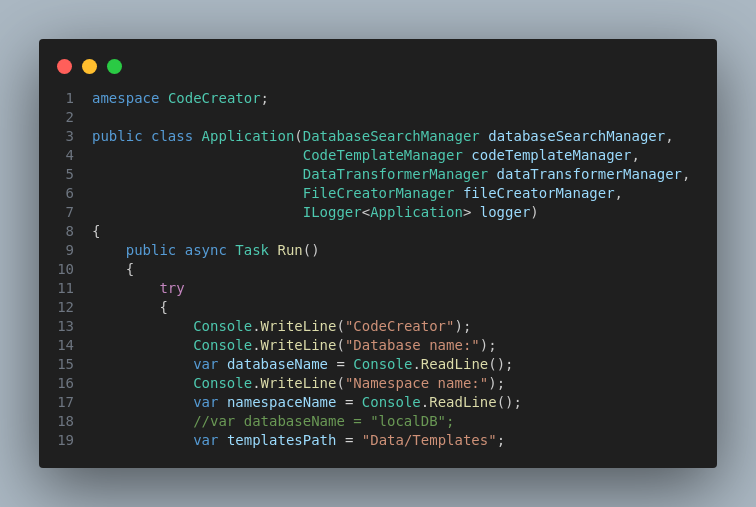 1 amespace CodeCreator;
2
3 public class Application(DatabaseSearchManager databaseSearchManager,
4                          CodeTemplateManager codeTemplateManager,
5                          DataTransformerManager dataTransformerManager,
6                          FileCreatorManager fileCreatorManager,
7                          ILogger<Application> logger)
8 {
9     public async Task Run()
10     {
11         try
12         {
13             Console.WriteLine("CodeCreator");
14             Console.WriteLine("Database name:");
15             var databaseName = Console.ReadLine();
16             Console.WriteLine("Namespace name:");
17             var namespaceName = Console.ReadLine();
18             //var databaseName = "localDB";
19             var templatesPath = "Data/Templates";